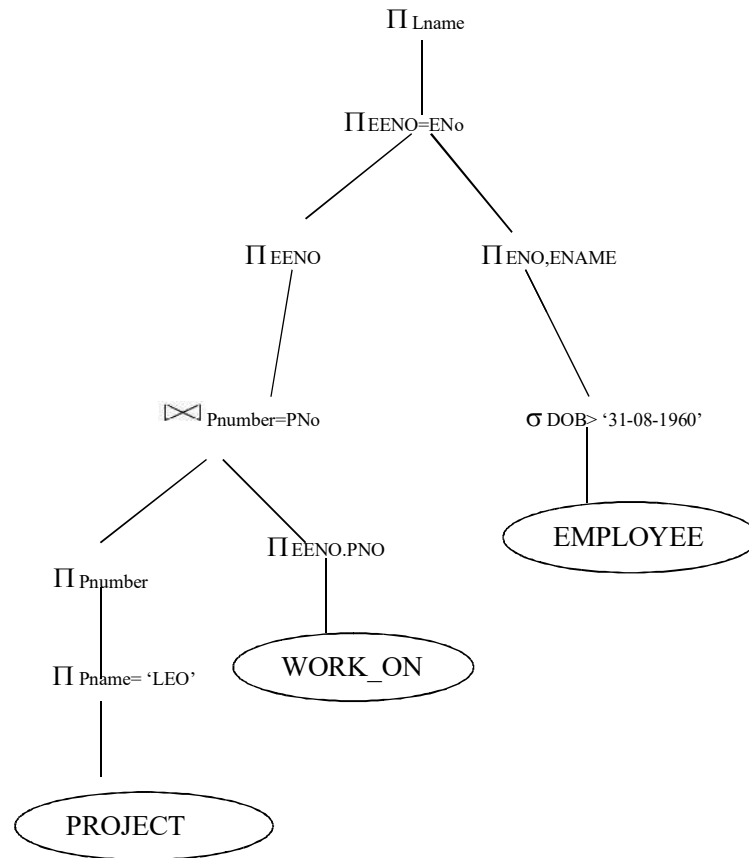 Π Lname
Π EENO=ENo
Π EENO
Π ENO,ENAME
⋈ Pnumber=PNo
σ DOB> ‘31-08-1960’
EMPLOYEE
Π EENO.PNO
Π Pnumber
WORK_ON
Π Pname= ‘LEO’
PROJECT